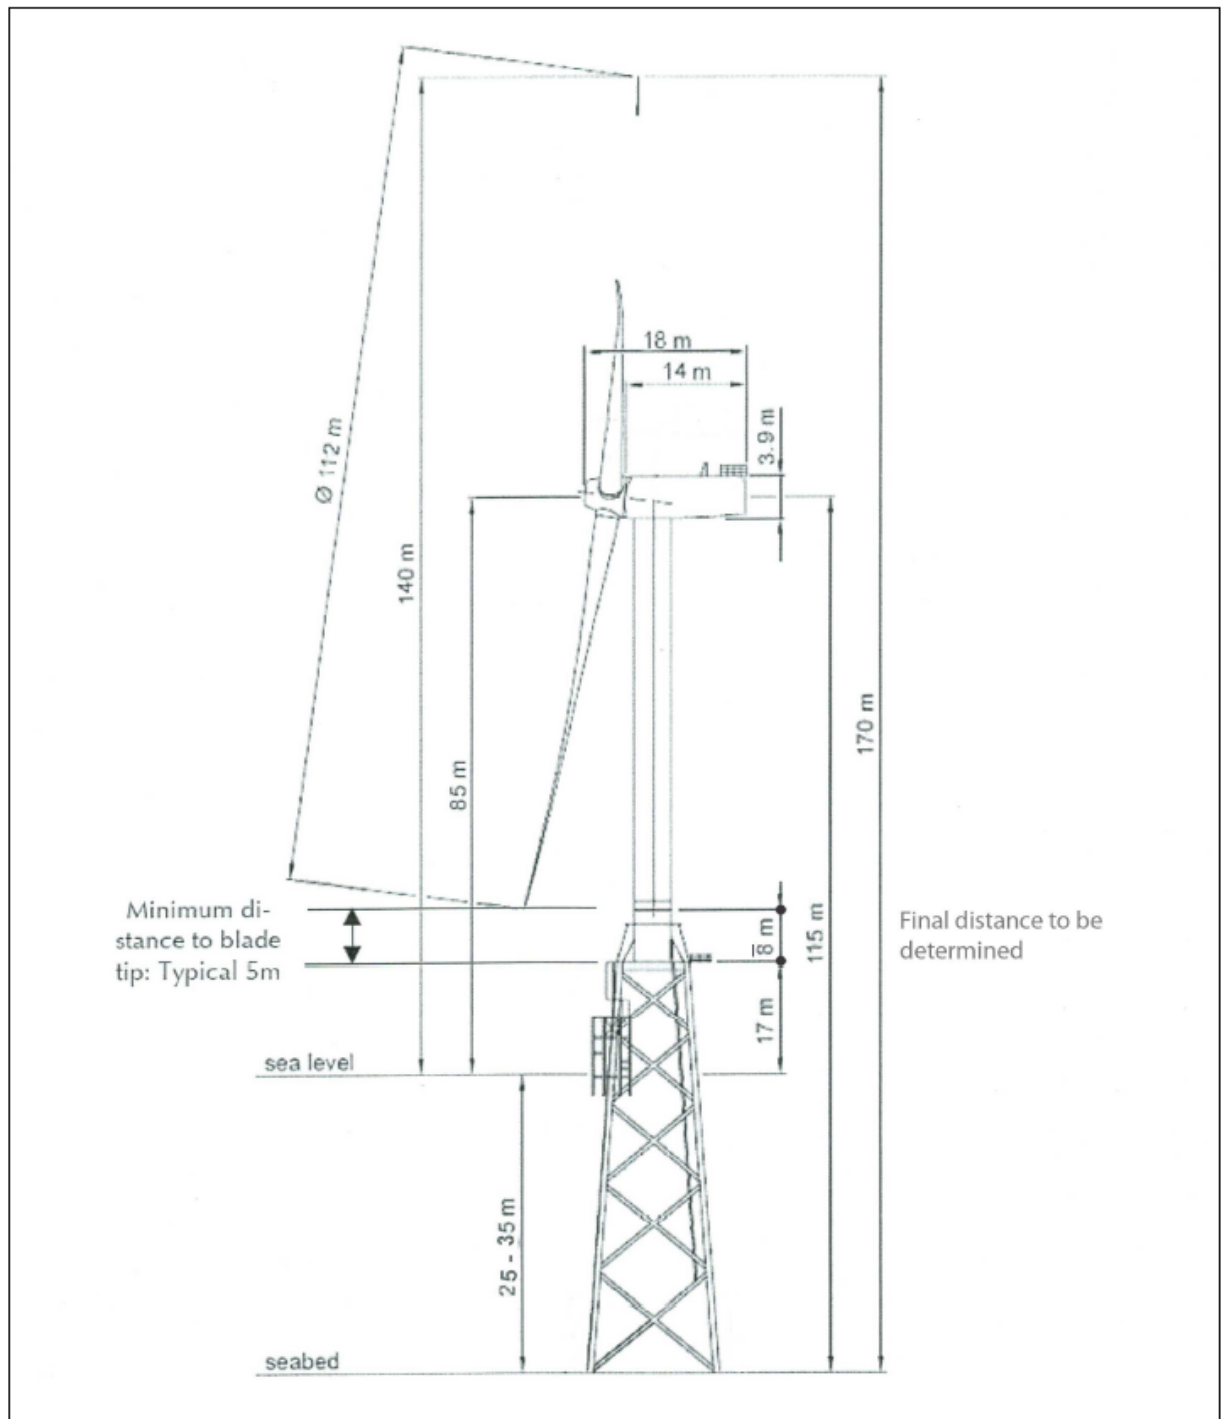 18 m
14 m
3.9 m
Ø 112 m
140 m
85 m
170 m
Minimum di-
stance to blade
tip: Typical 5m
8 m
115 m
Final distance to be
determined
17 m
sea level
25 - 35 m
seabed